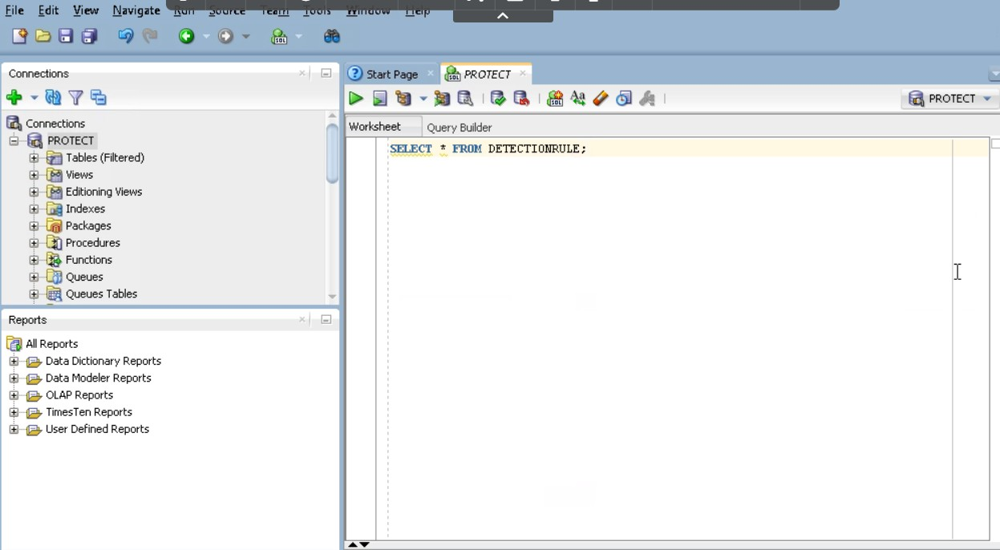 File Edit View Navigate Run Source Team Tools Window Help
Connections
Connections
PROTECT
Tables (Filtered)
Views
Editioning Views
Indexes
Packages
Procedures
Functions
Queues
Queues Tables
Reports
All Reports
Data Dictionary Reports
Data Modeler Reports
OLAP Reports
TimesTen Reports
User Defined Reports
Start Page PROTECT
PROTECT
Worksheet Query Builder
SELECT * FROM DETECTIONRULE;